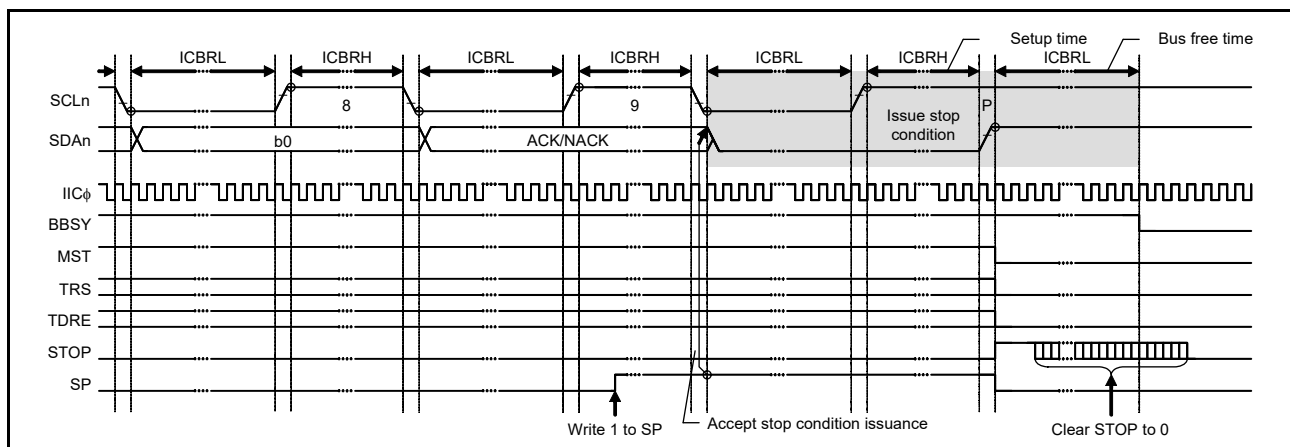 Setup time Bus free time
ICBRL ICBRH ICBRL ICBRH ICBRL ICBRH ICBRL
SCLn 8 9 P
Issue stop
condition
SDAn b0 ACK/NACK
IICϕ
BBSY
MST
TRS
TDRE
STOP
SP
Write 1 to SP Accept stop condition issuance Clear STOP to 0